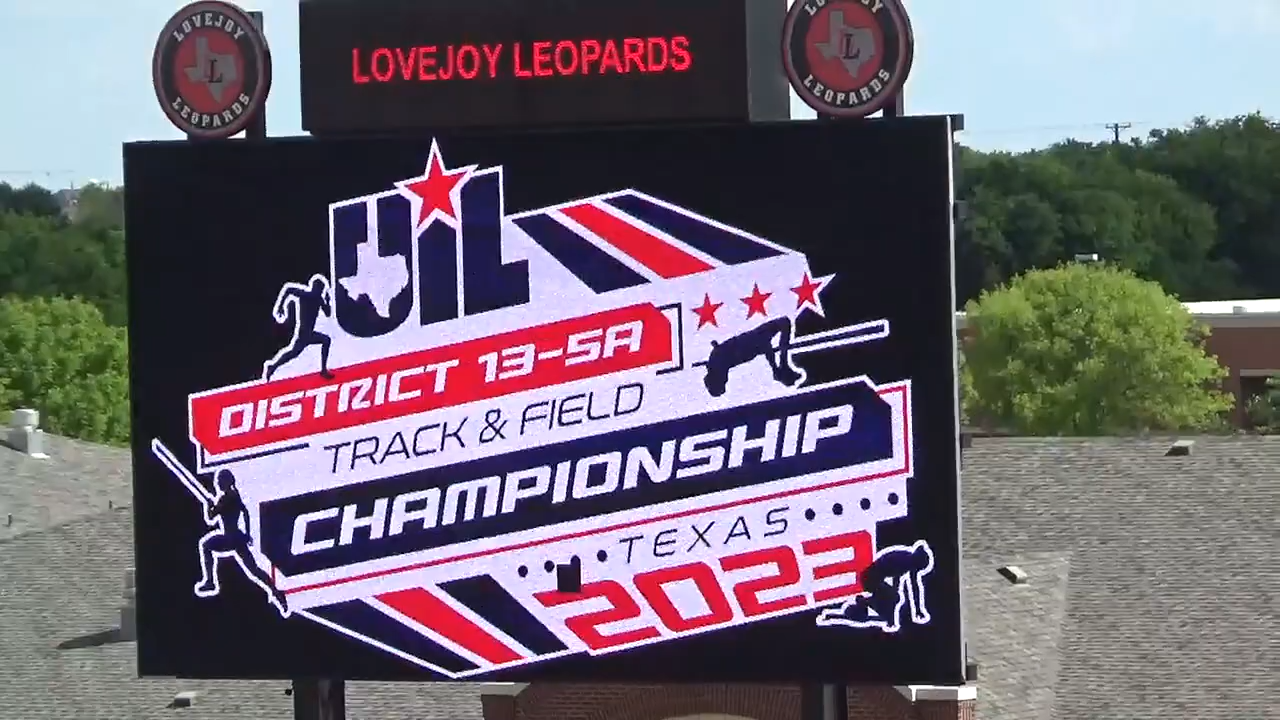 LOVEJOY
L
LEOPARDS
LOVEJOY LEOPARDS
LOVEJOY
L
LEOPARDS
UIL
DISTRICT 13-5A
TRACK & FIELD
CHAMPIONSHIP
TEXAS
2023